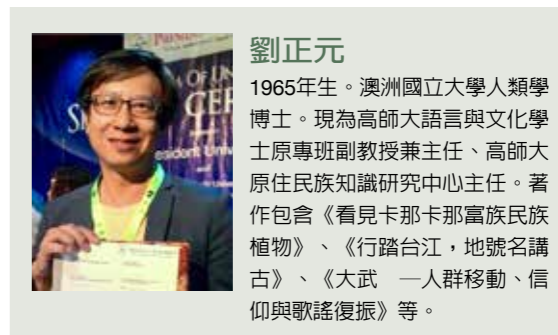 劉正元
1965年生。澳洲國立大學人類學
博士。現為高師大語言與文化學
士原專班副教授兼主任、高師大
原住民族知識研究中心主任。著
作包含《看見卡那卡那富族民族
植物》、《行踏台江，地號名講
古》、《大武　─人群移動、信
仰與歌謠復振》等。